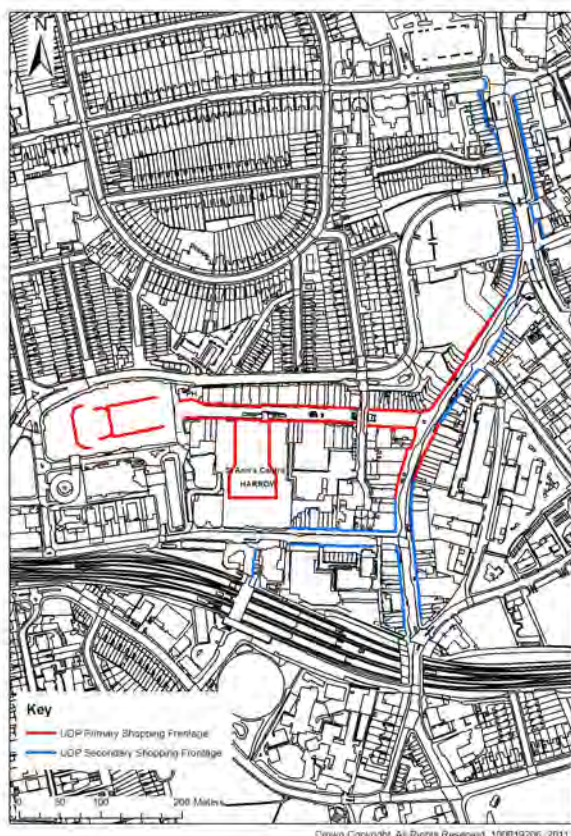 N
St Ann's Centre
HARROW
Key
UDP Primary Shopping Frontage
UDP Secondary Shopping Frontage
0 50 100 200 Meters
Crown Copyright. All Rights Reserved. 100019206, 2011